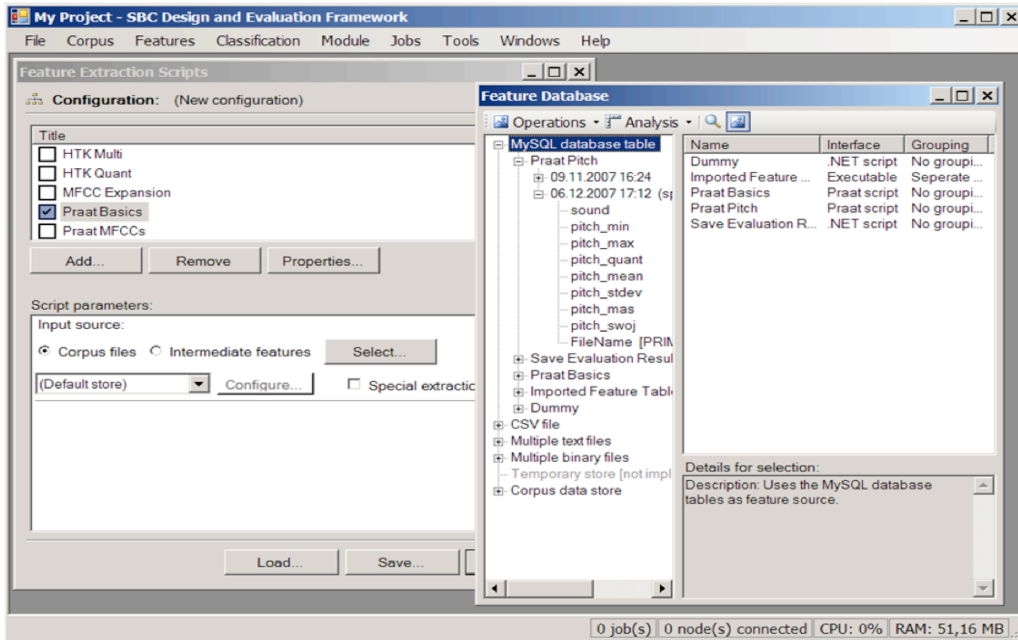 My Project - SBC Design and Evaluation Framework
File Corpus Features Classification Module Jobs Tools Windows Help
Feature Extraction Scripts
Configuration: (New configuration)
Title
HTK Multi
HTK Quant
MFCC Expansion
Praat Basics
Praat MFCCs
Add... Remove Properties...
Script parameters:
Input source:
Corpus files Intermediate features Select...
(Default store) Configure... Special extractio
Load... Save...
Feature Database
Operations Analysis
MySQL database table
Praat Pitch
09.11.2007 16:24
06.12.2007 17:12 (sp
sound
pitch_min
pitch_max
pitch_quant
pitch_mean
pitch_stdev
pitch_mas
pitch_swoj
FileName [PRIM
Save Evaluation Resul
Praat Basics
Imported Feature Table
Dummy
CSV file
Multiple text files
Multiple binary files
Temporary store [not impl
Corpus data store
Name Interface Grouping
Dummy .NET script No groupi...
Imported Feature ... Executable Seperate ...
Praat Basics Praat script No groupi...
Praat Pitch Praat script No groupi...
Save Evaluation R... .NET script No groupi...
Details for selection:
Description: Uses the MySQL database
tables as feature source.
0 job(s) 0 node(s) connected CPU: 0% RAM: 51,16 MB